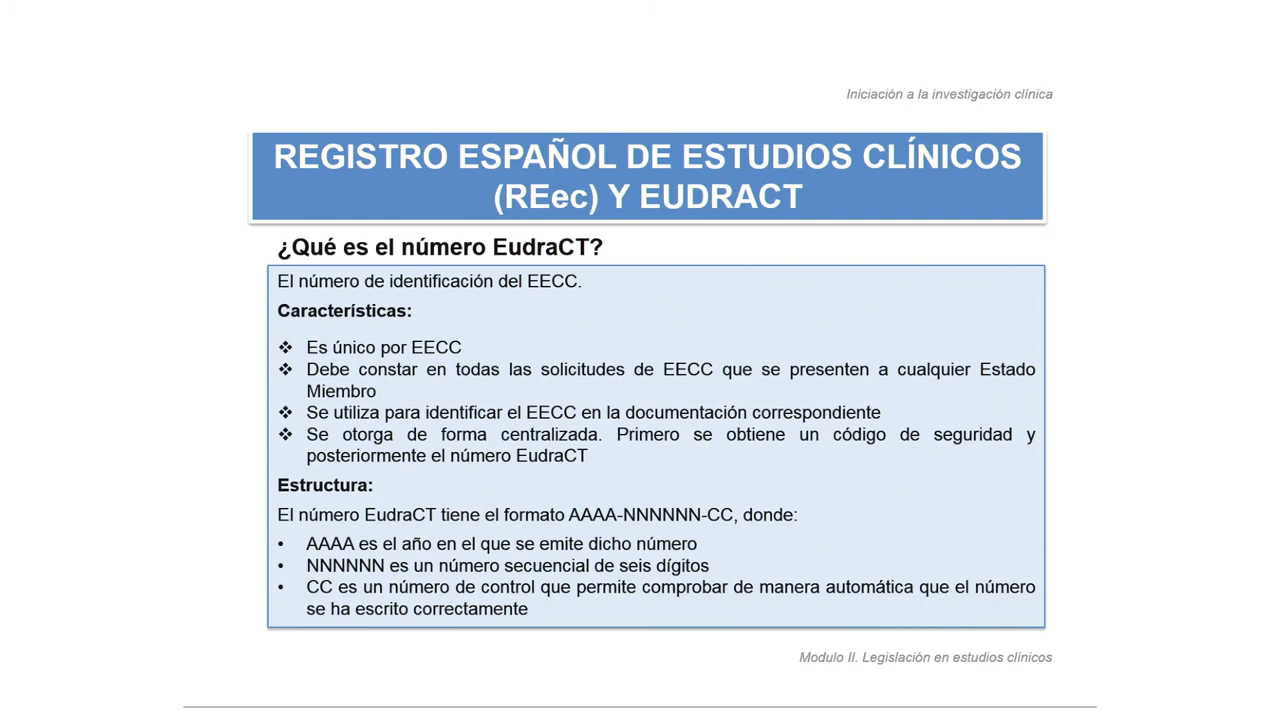 Iniciación a la investigación clínica
REGISTRO ESPAÑOL DE ESTUDIOS CLÍNICOS
(REec) Y EUDRACT
¿Qué es el número EudraCT?
El número de identificación del EECC.
Características:
❖ Es único por EECC
❖ Debe constar en todas las solicitudes de EECC que se presenten a cualquier Estado
Miembro
❖ Se utiliza para identificar el EECC en la documentación correspondiente
❖ Se otorga de forma centralizada. Primero se obtiene un código de seguridad y
posteriormente el número EudraCT
Estructura:
El número EudraCT tiene el formato AAAA-NNNNNN-CC, donde:
• AAAA es el año en el que se emite dicho número
• NNNNNN es un número secuencial de seis dígitos
• CC es un número de control que permite comprobar de manera automática que el número
se ha escrito correctamente
Modulo II. Legislación en estudios clínicos